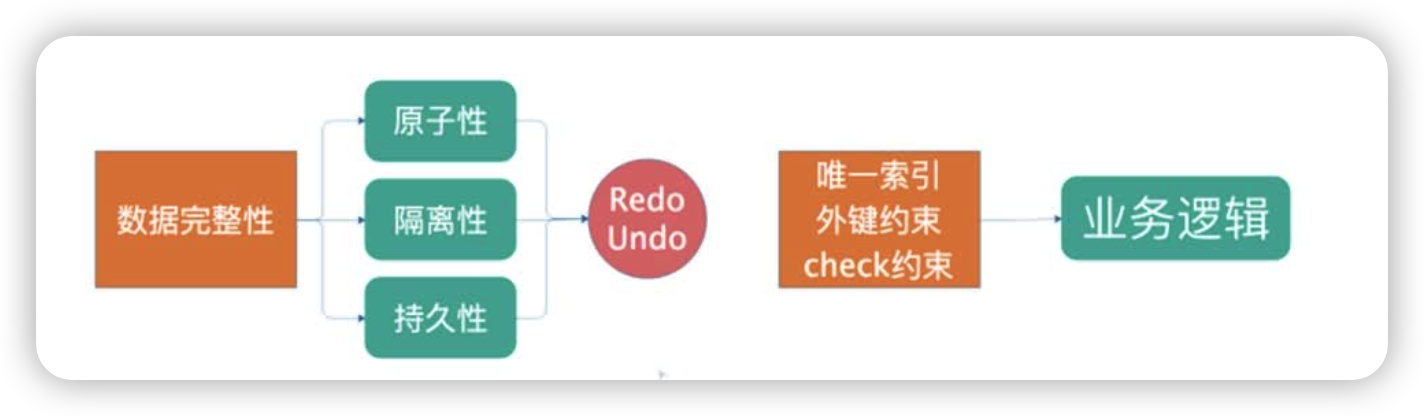 数据完整性
原子性
隔离性
持久性
Redo
Undo
唯一索引
外键约束
check约束
业务逻辑